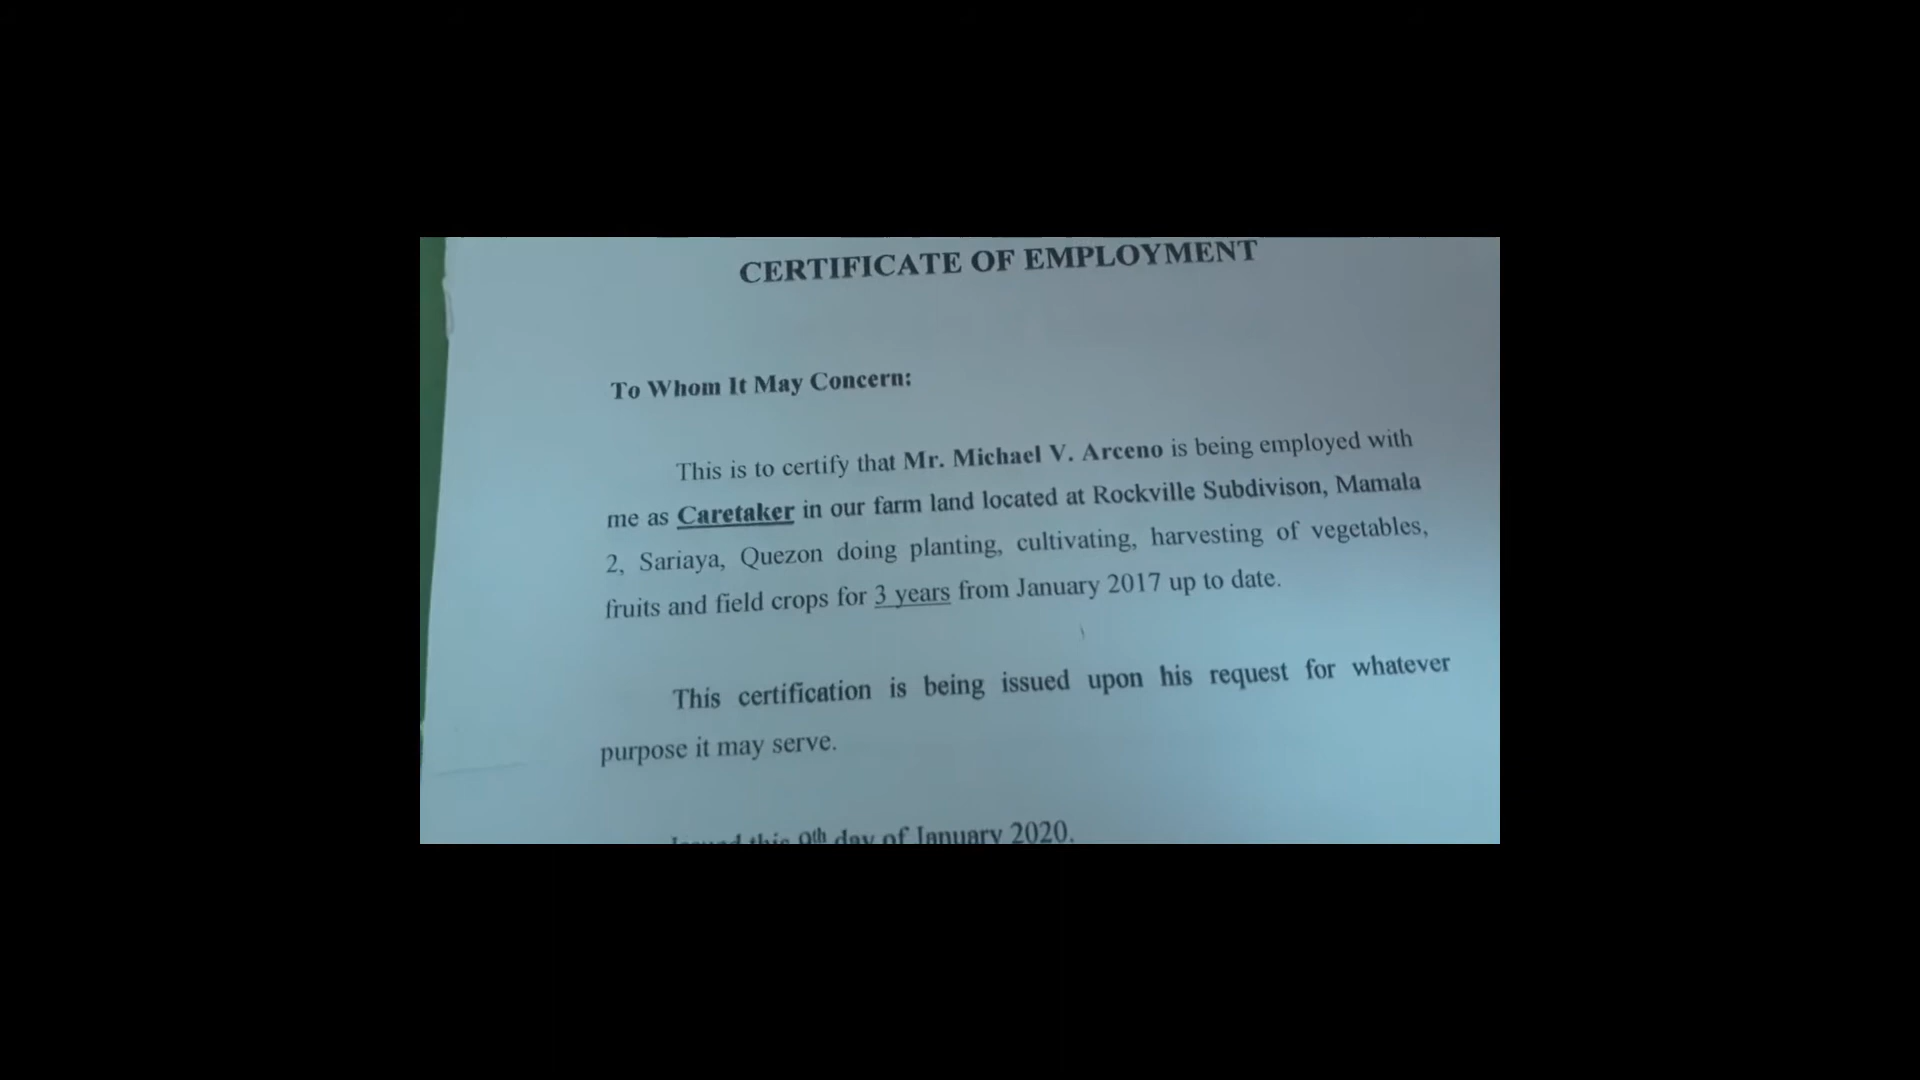 CERTIFICATE OF EMPLOYMENT
To Whom It May Concern:
This is to certify that Mr. Michael V. Arceno is being employed with
me as Caretaker in our farm land located at Rockville Subdivison, Mamala
2, Sariaya, Quezon doing planting, cultivating, harvesting of vegetables,
fruits and field crops for 3 years from January 2017 up to date.
This certification is being issued upon his request for whatever
purpose it may serve.
Issued this 9th day of January 2020.